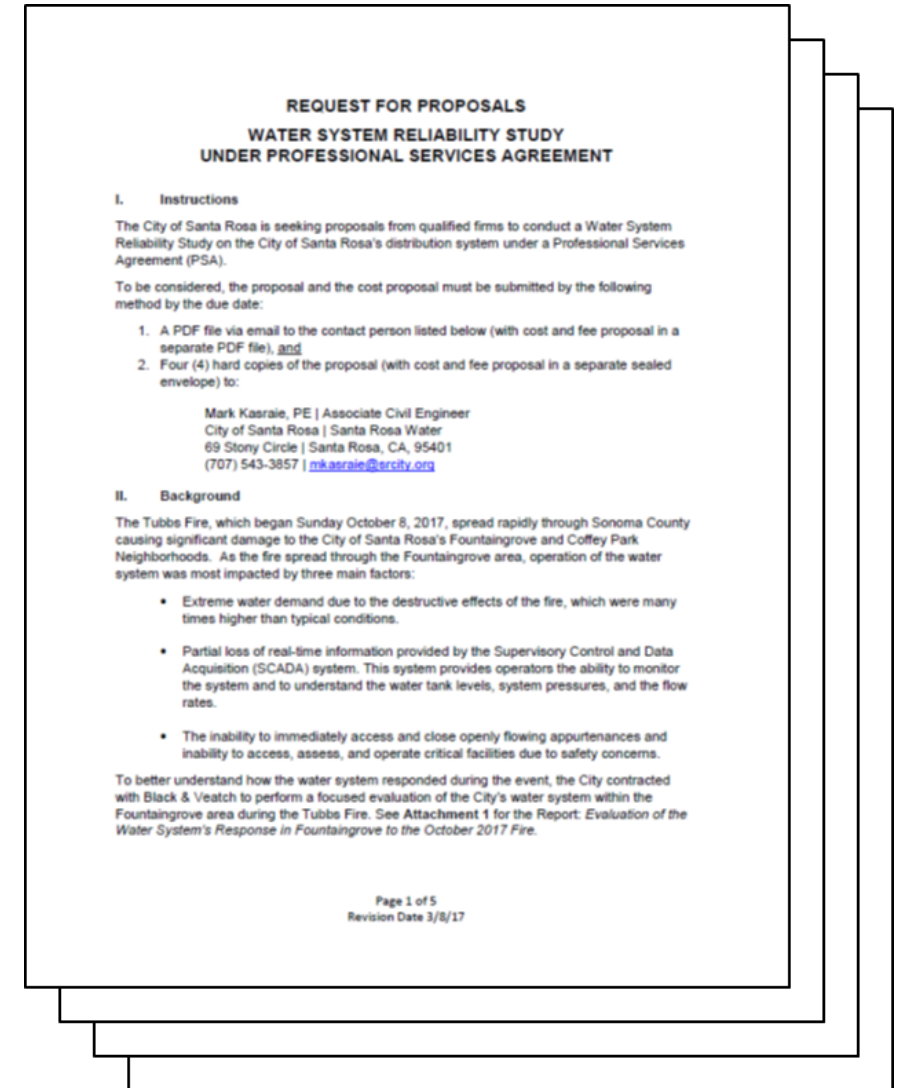 REQUEST FOR PROPOSALS
WATER SYSTEM RELIABILITY STUDY
UNDER PROFESSIONAL SERVICES AGREEMENT
I. Instructions
The City of Santa Rosa is seeking proposals from qualified firms to conduct a Water System
Reliability Study on the City of Santa Rosa's distribution system under a Professional Services
Agreement (PSA).
To be considered, the proposal and the cost proposal must be submitted by the following
method by the due date:
1. A PDF file via email to the contact person listed below (with cost and fee proposal in a
separate PDF file), and
2. Four (4) hard copies of the proposal (with cost and fee proposal in a separate sealed
envelope) to:
Mark Kasraie, PE | Associate Civil Engineer
City of Santa Rosa | Santa Rosa Water
69 Stony Circle | Santa Rosa, CA, 95401
(707) 543-3857 | mkasraie@srcity.org
II. Background
The Tubbs Fire, which began Sunday October 8, 2017, spread rapidly through Sonoma County
causing significant damage to the City of Santa Rosa's Fountaingrove and Coffey Park
Neighborhoods. As the fire spread through the Fountaingrove area, operation of the water
system was most impacted by three main factors:
• Extreme water demand due to the destructive effects of the fire, which were many
times higher than typical conditions.
• Partial loss of real-time information provided by the Supervisory Control and Data
Acquisition (SCADA) system. This system provides operators the ability to monitor
the system and to understand the water tank levels, system pressures, and the flow
rates.
• The inability to immediately access and close openly flowing appurtenances and
inability to access, assess, and operate critical facilities due to safety concerns.
To better understand how the water system responded during the event, the City contracted
with Black & Veatch to perform a focused evaluation of the City's water system within the
Fountaingrove area during the Tubbs Fire. See Attachment 1 for the Report: Evaluation of the
Water System's Response in Fountaingrove to the October 2017 Fire.
Page 1 of 5
Revision Date 3/8/17